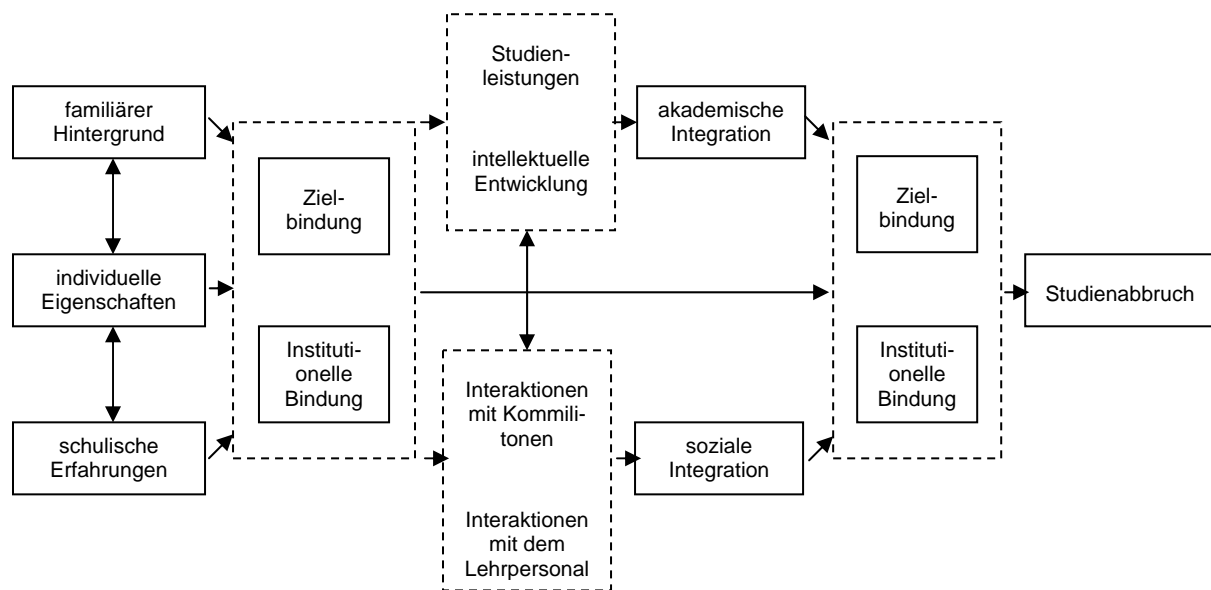 familiärer
Hintergrund
individuelle
Eigenschaften
schulische
Erfahrungen
Ziel-
bindung
Instituti-
onelle
Bindung
Studien-
leistungen
intellektuelle
Entwicklung
Interaktionen
mit Kommili-
tonen
Interaktionen
mit dem
Lehrpersonal
akademische
Integration
soziale
Integration
Ziel-
bindung
Instituti-
onelle
Bindung
Studienabbruch